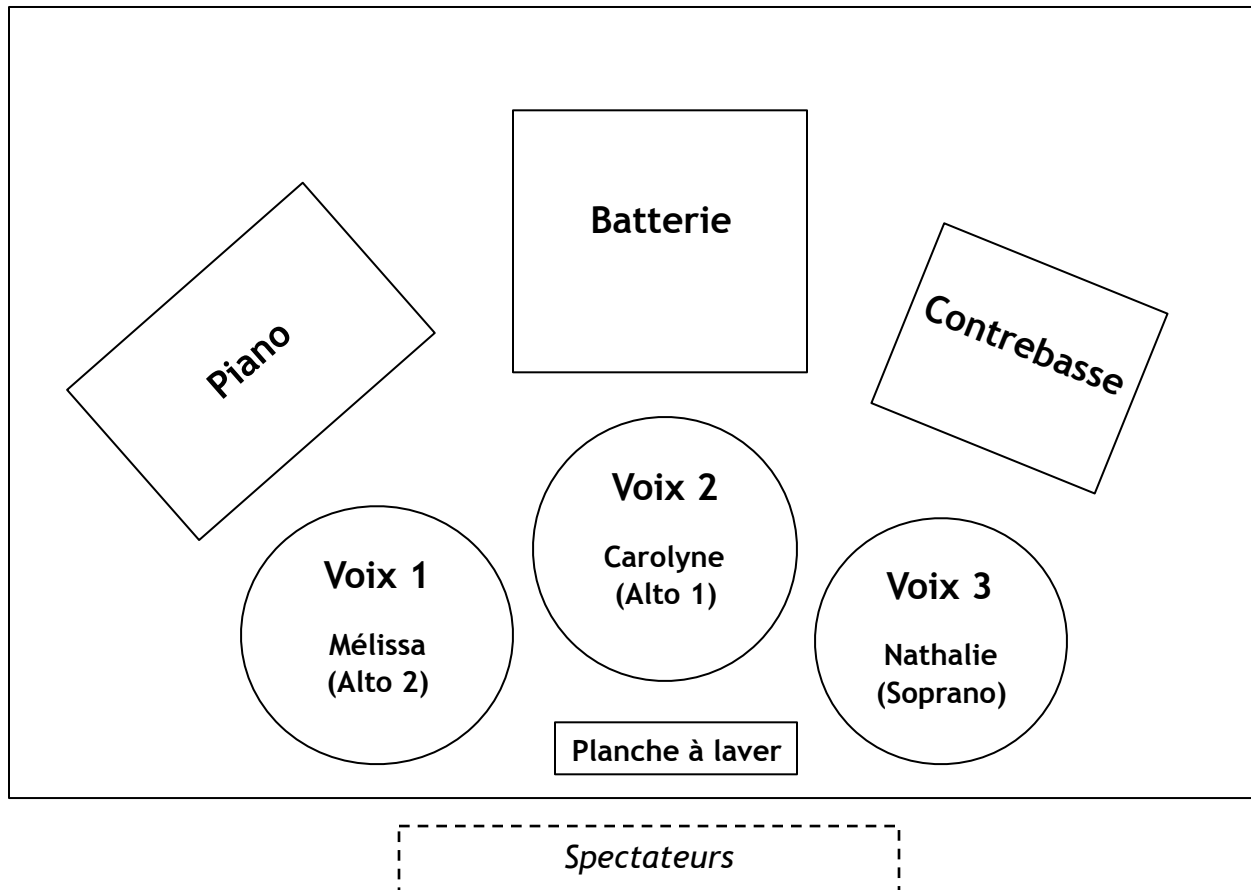 Batterie
Piano
Contrebasse
Voix 2
Carolyne
(Alto 1)
Voix 1
Mélissa
(Alto 2)
Voix 3
Nathalie
(Soprano)
Planche à laver
Spectateurs